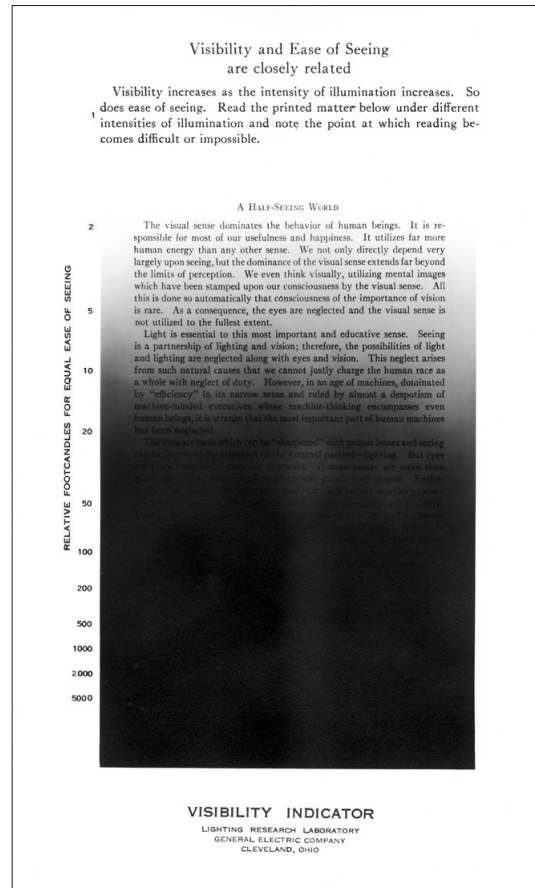 Visibility and Ease of Seeing
are closely related
Visibility increases as the intensity of illumination increases. So
does ease of seeing. Read the printed matter below under different
1
intensities of illumination and note the point at which reading be-
comes difficult or impossible.
A Half-Seeing World
2
The visual sense dominates the behavior of human beings. It is re-
sponsible for most of our usefulness and happiness. It utilizes far more
human energy than any other sense. We not only directly depend very
largely upon seeing, but the dominance of the visual sense extends far beyond
the limits of perception. We even think visually, utilizing mental images
which have been stamped upon our consciousness by the visual sense. All
5
this is done so automatically that consciousness of the importance of vision
is rare. As a consequence, the eyes are neglected and the visual sense is
not utilized to the fullest extent.
Light is essential to this most important and educative sense. Seeing
is a partnership of lighting and vision; therefore, the possibilities of light
and lighting are neglected along with eyes and vision. This neglect arises
10
from such natural causes that we cannot justly charge the human race as
a whole with neglect of duty. However, in an age of machines, dominated
by "efficiency" in its narrow sense and ruled by almost a despotism of
machine-minded executives whose machine-thinking encompasses even
human beings, it is strange that the most important part of human machines
20
has been neglected.
The eyes are tools which can be "sharpened" with proper lenses and seeing
can be improved by attention to the external partner—lighting. But eyes
Human beings are more than
50
100
200
500
1000
2000
5000
RELATIVE FOOTCANDLES FOR EQUAL EASE OF SEEING
VISIBILITY INDICATOR
LIGHTING RESEARCH LABORATORY
GENERAL ELECTRIC COMPANY
CLEVELAND, OHIO